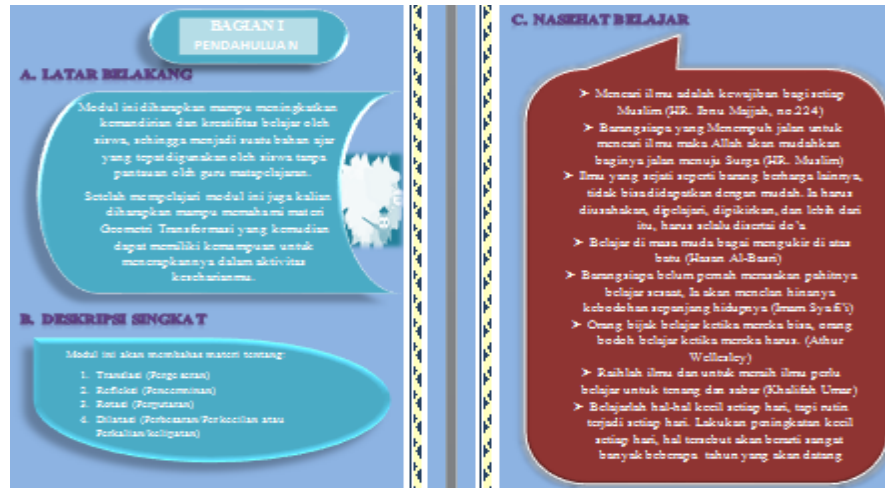 BAGIAN I
PENDAHULUAN
A. LATAR BELAKANG
Modul ini diharapkan mampu meningkatkan
kemandirian dan kreatifitas belajar oleh
siswa, sehingga menjadi suatu bahan ajar
yang tepat digunakan oleh siswa tanpa
pantauan oleh guru matapelajaran.
Setelah mempelajari modul ini juga kalian
diharapkan mampu memahami materi
Geometri Transformasi yang kemudian
dapat memiliki kemampuan untuk
menerapkannya dalam aktivitas
keseharianmu.
B. DESKRIPSI SINGKAT
Modul ini akan membahas materi tentang:
1. Translasi (Pergeseran)
2. Refleksi (Pencerminan)
3. Rotasi (Perputaran)
4. Dilatasi (Perbesaran/Perkecilan atau
Perkalian/kelipatan)
C. NASEHAT BELAJAR
➤ Mencari ilmu adalah kewajiban bagi setiap
Muslim (HR. Ibnu Majjah, no.224)
➤ Barangsiapa yang Menempuh jalan untuk
mencari ilmu maka Allah akan mudahkan
baginya jalan menuju Surga (HR. Muslim)
➤ Ilmu yang sejati seperti barang berharga lainnya,
tidak bisa didapatkan dengan mudah. Ia harus
diusahakan, dipelajari, dipikirkan, dan lebih dari
itu, harus selalu disertai do'a
➤ Belajar di masa muda bagai mengukir di atas
batu (Hasan Al-Basri)
➤ Barangsiapa belum pernah merasakan pahitnya
belajar sesaat, Ia akan menelan hinanya
kebodohan sepanjang hidupnya (Imam Syafi'i)
➤ Orang bijak belajar ketika mereka bisa, orang
bodoh belajar ketika mereka harus. (Athur
Wellesley)
➤ Raihlah ilmu dan untuk meraih ilmu perlu
belajar untuk tenang dan sabar (Khalifah Umar)
➤ Belajarlah hal-hal kecil setiap hari, tapi rutin
terjadi setiap hari. Lakukan peningkatan kecil
setiap hari, hal tersebut akan berarti sangat
banyak beberapa tahun yang akan datang